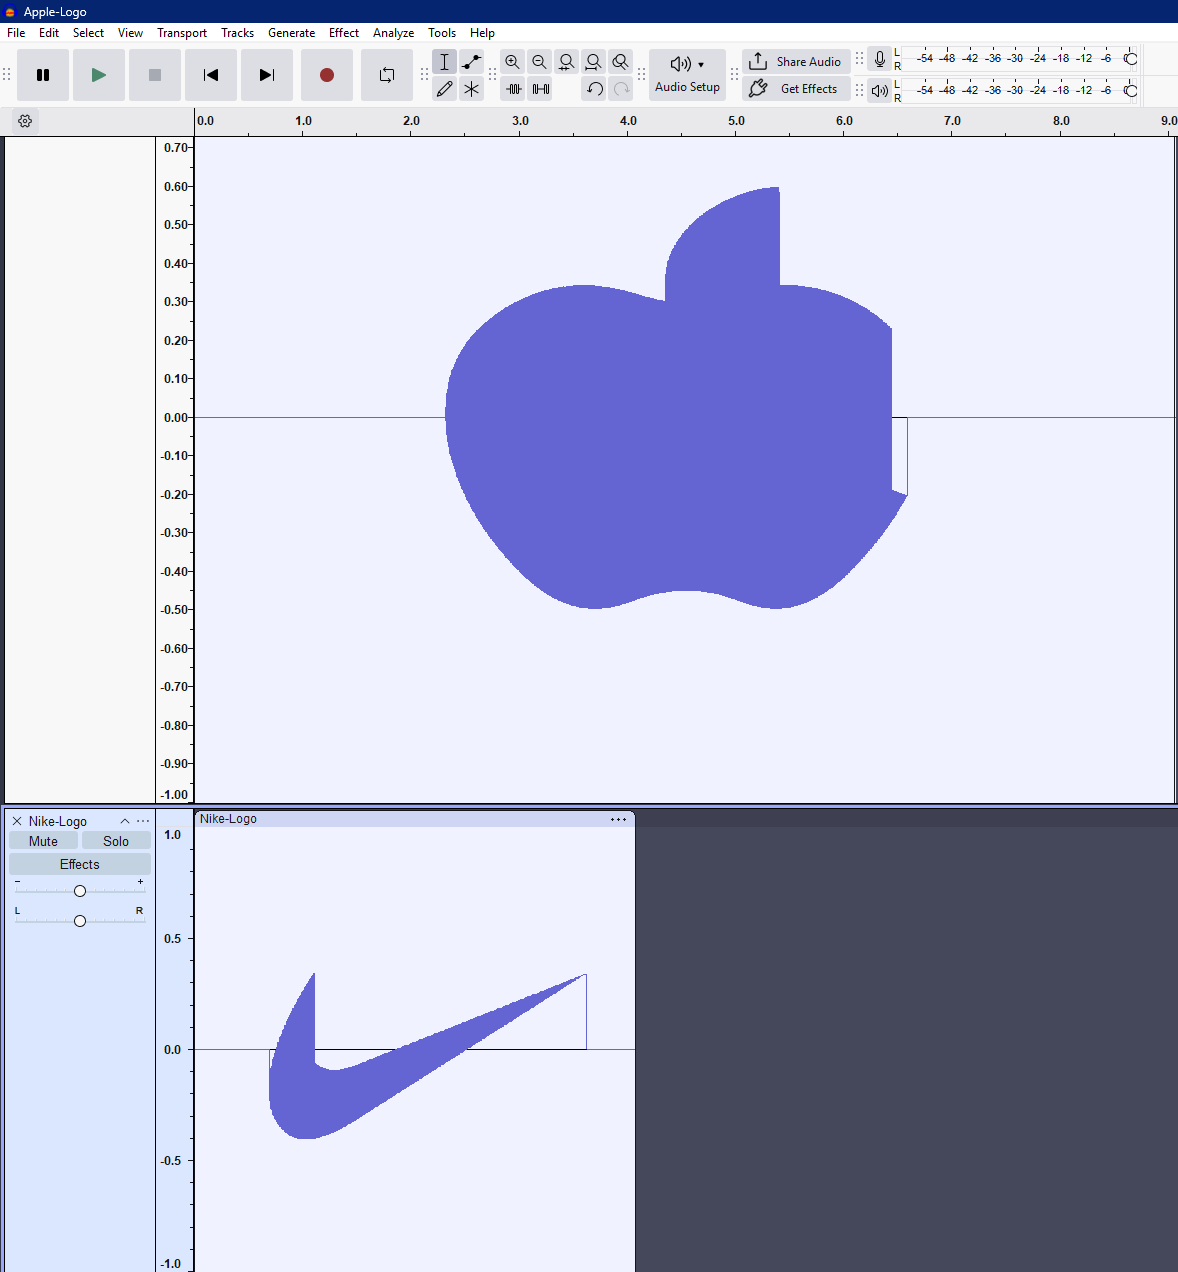 Apple-Logo
File Edit Select View Transport Tracks Generate Effect Analyze Tools Help
Audio Setup
Share Audio
Get Effects
L
R
-54 -48 -42 -36 -30 -24 -18 -12 -6
L
R
-54 -48 -42 -36 -30 -24 -18 -12 -6
0.0 1.0 2.0 3.0 4.0 5.0 6.0 7.0 8.0 9.0
0.70
0.60
0.50
0.40
0.30
0.20
0.10
0.00
-0.10
-0.20
-0.30
-0.40
-0.50
-0.60
-0.70
-0.80
-0.90
-1.00
Nike-Logo
Mute Solo
Effects
- +
L R
1.0
0.5
0.0
-0.5
-1.0
Nike-Logo